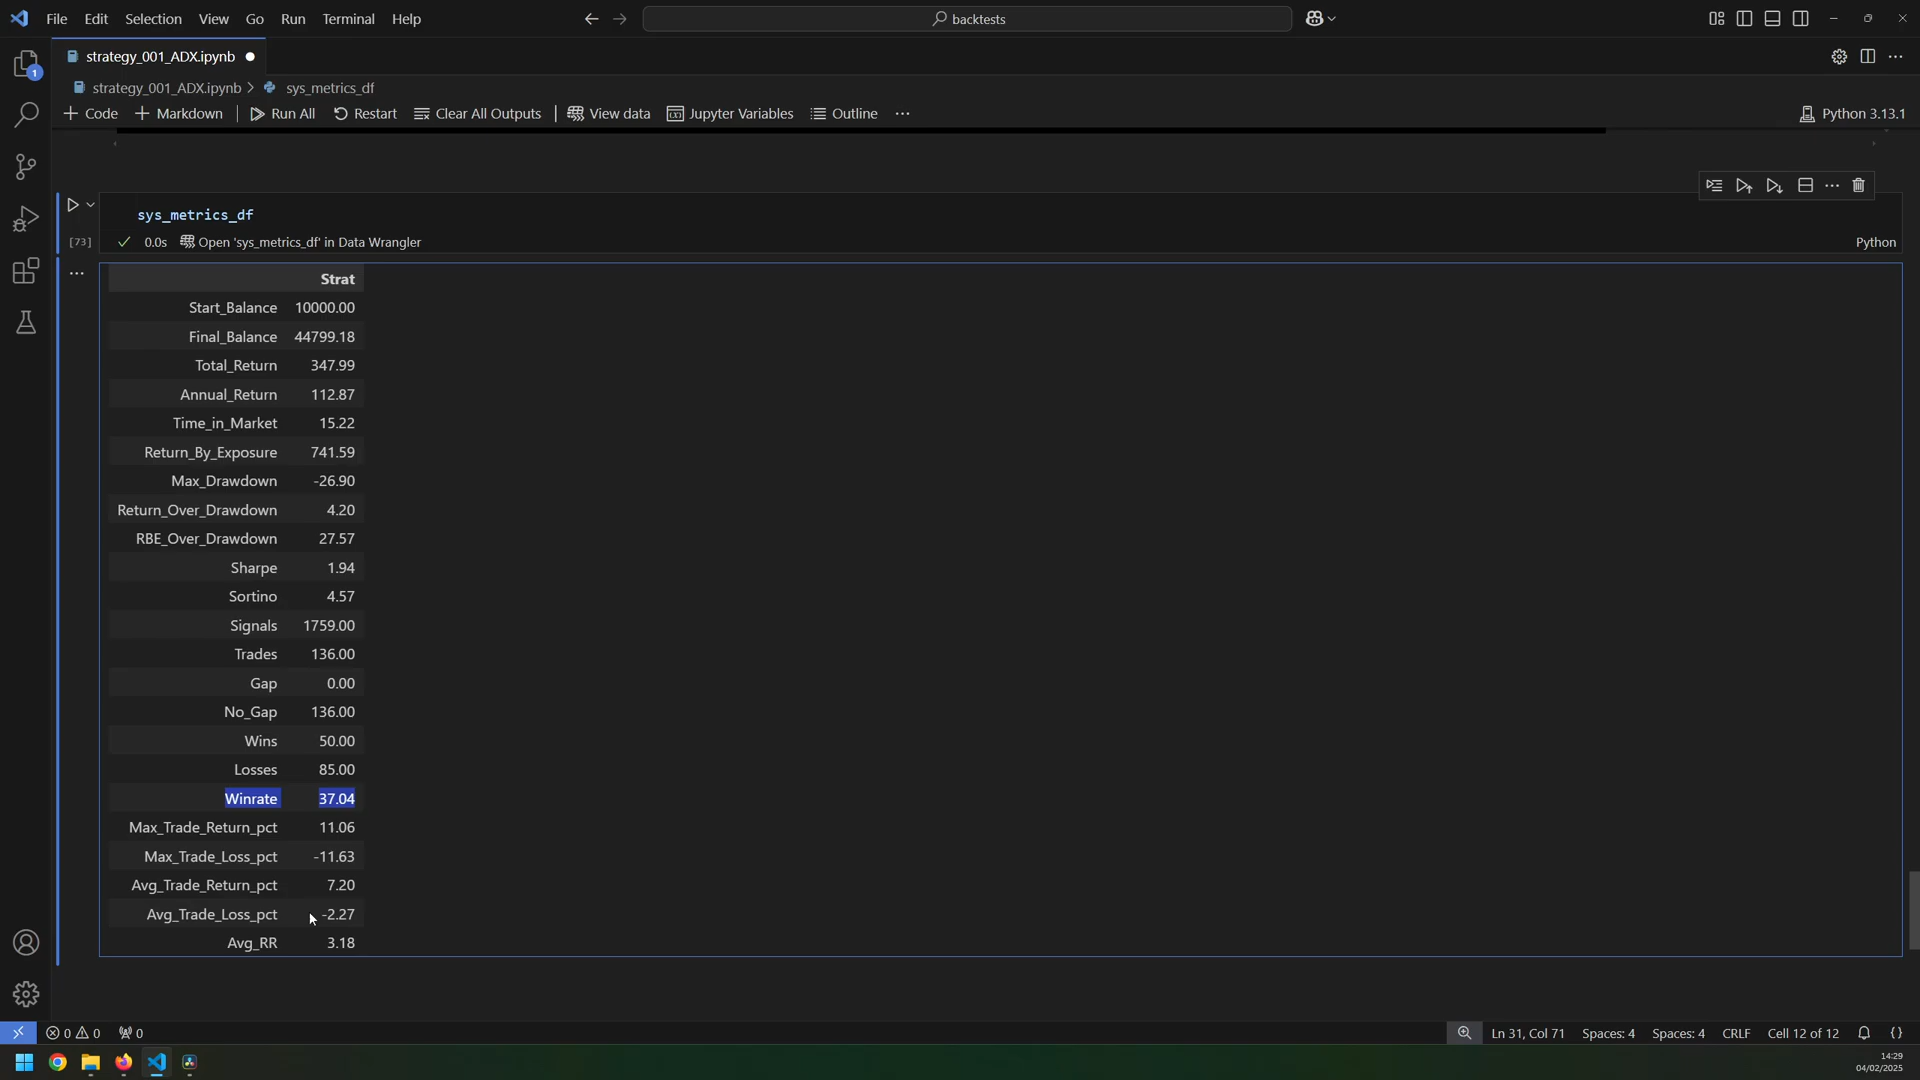 File Edit Selection View Go Run Terminal Help backtests
strategy_001_ADX.ipynb
strategy_001_ADX.ipynb > sys_metrics_df
Code Markdown Run All Restart Clear All Outputs View data Jupyter Variables Outline ... Python 3.13.1
sys_metrics_df
[73] 0.0s Open 'sys_metrics_df' in Data Wrangler Python
Strat
Start_Balance 10000.00
Final_Balance 44799.18
Total_Return 347.99
Annual_Return 112.87
Time_in_Market 15.22
Return_By_Exposure 741.59
Max_Drawdown -26.90
Return_Over_Drawdown 4.20
RBE_Over_Drawdown 27.57
Sharpe 1.94
Sortino 4.57
Signals 1759.00
Trades 136.00
Gap 0.00
No_Gap 136.00
Wins 50.00
Losses 85.00
Winrate 37.04
Max_Trade_Return_pct 11.06
Max_Trade_Loss_pct -11.63
Avg_Trade_Return_pct 7.20
Avg_Trade_Loss_pct -2.27
Avg_RR 3.18
0 0 0 Ln 31, Col 71 Spaces: 4 Spaces: 4 CRLF Cell 12 of 12 {}
14:29
04/02/2025
1